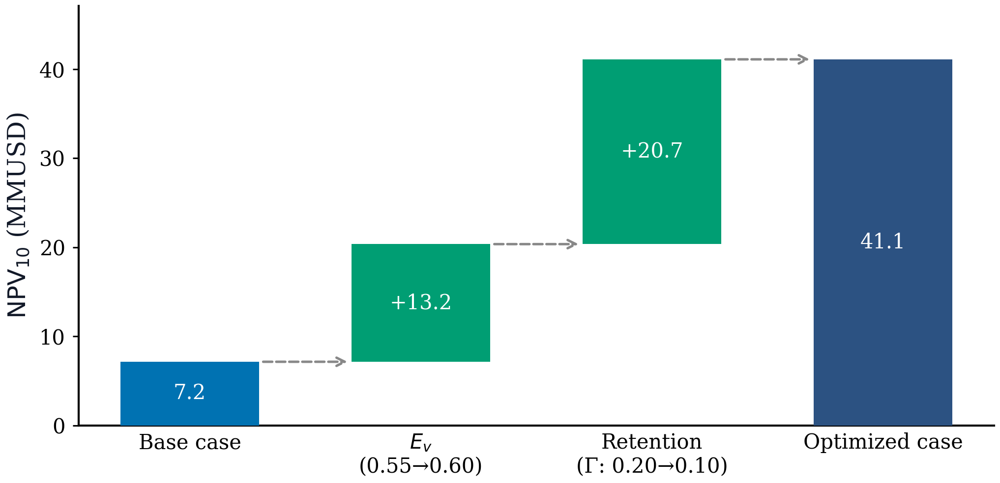 NPV₁₀ (MMUSD)
40
30
20
10
0
7.2
+13.2
+20.7
41.1
Base case
Eᵥ
(0.55→0.60)
Retention
(Γ: 0.20→0.10)
Optimized case